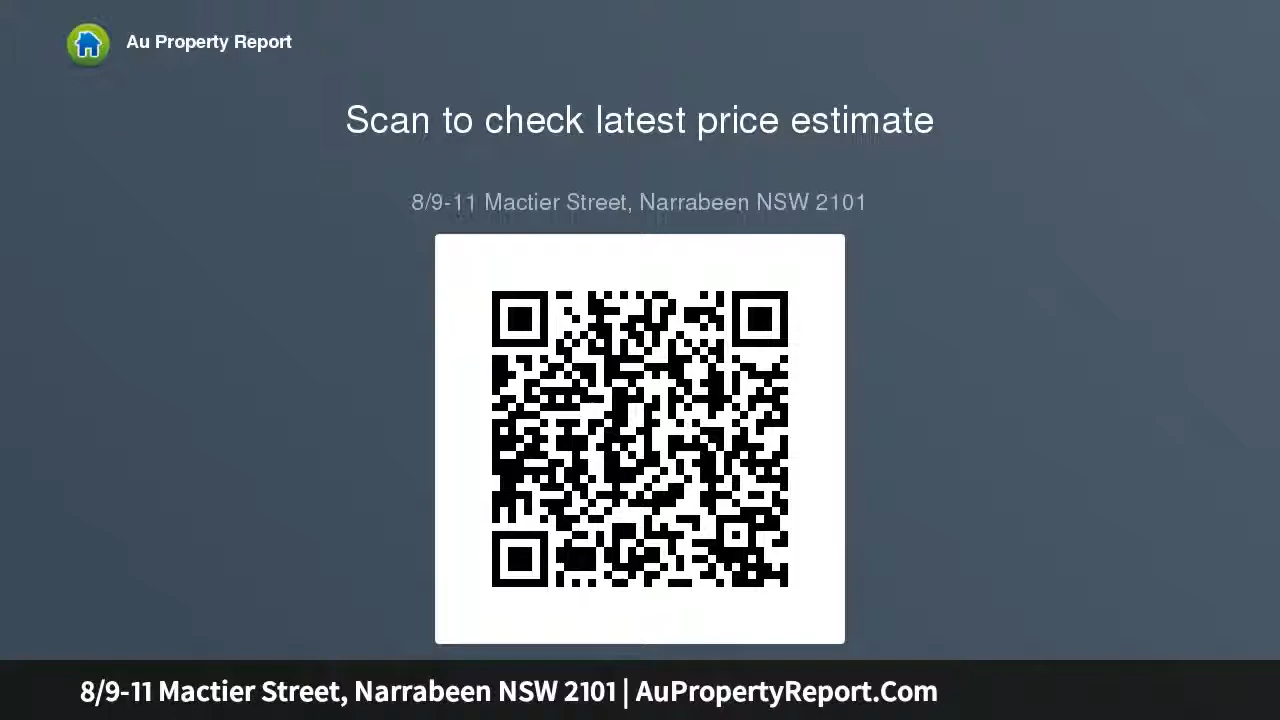 Au Property Report
Scan to check latest price estimate
8/9-11 Mactier Street, Narrabeen NSW 2101
8/9-11 Mactier Street, Narrabeen NSW 2101 | AuPropertyReport.Com